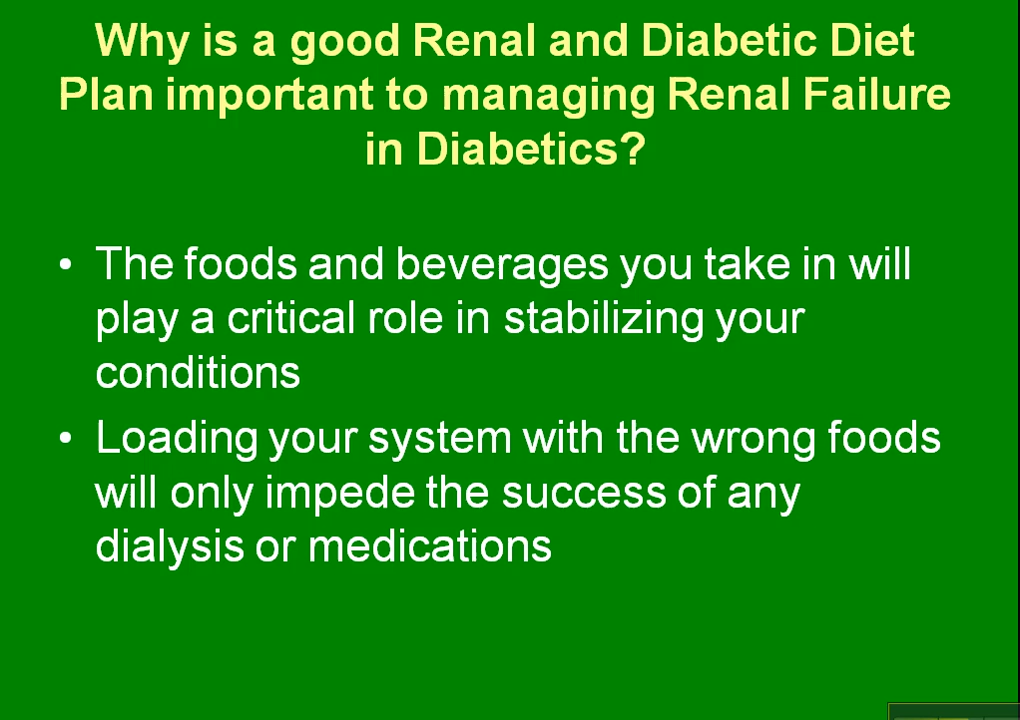 Why is a good Renal and Diabetic Diet
Plan important to managing Renal Failure
in Diabetics?
• The foods and beverages you take in will
play a critical role in stabilizing your
conditions
• Loading your system with the wrong foods
will only impede the success of any
dialysis or medications